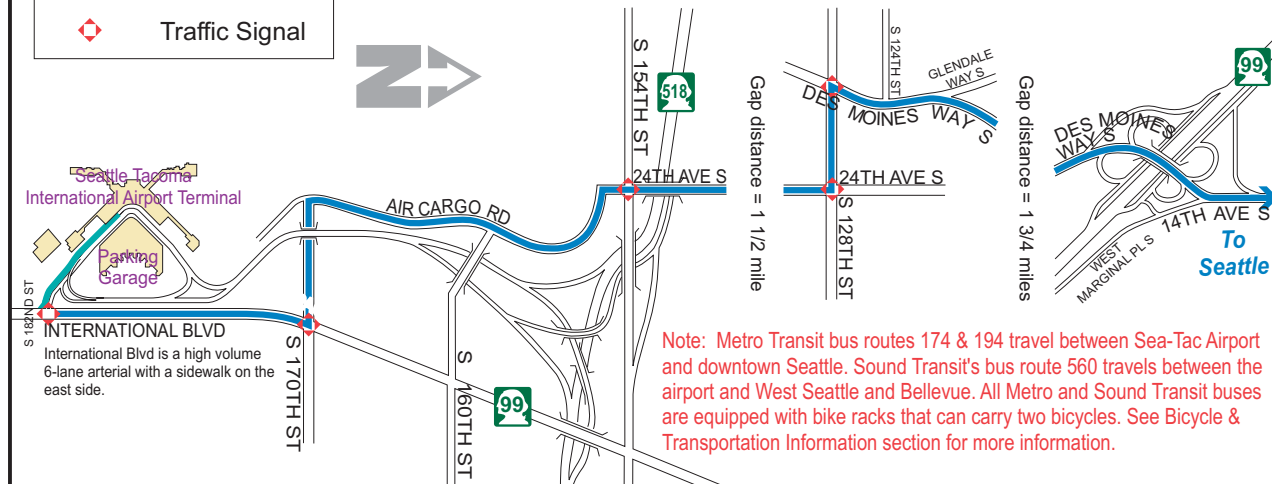 Traffic Signal
N
S 154TH ST
518
24TH AVE S
Seattle Tacoma
International Airport Terminal
Parking
Garage
AIR CARGO RD
S 182ND ST
INTERNATIONAL BLVD
International Blvd is a high volume
6-lane arterial with a sidewalk on the
east side.
S 170TH ST
S 160TH ST
99
Gap distance = 1 1/2 mile
S 124TH ST
GLENDALE
WAY S
DES MOINES WAY S
24TH AVE S
S 128TH ST
Gap distance = 1 3/4 miles
99
DES MOINES
WAY S
14TH AVE S
WEST
MARGINAL PL S
To
Seattle
Note: Metro Transit bus routes 174 & 194 travel between Sea-Tac Airport
and downtown Seattle. Sound Transit's bus route 560 travels between the
airport and West Seattle and Bellevue. All Metro and Sound Transit buses
are equipped with bike racks that can carry two bicycles. See Bicycle &
Transportation Information section for more information.